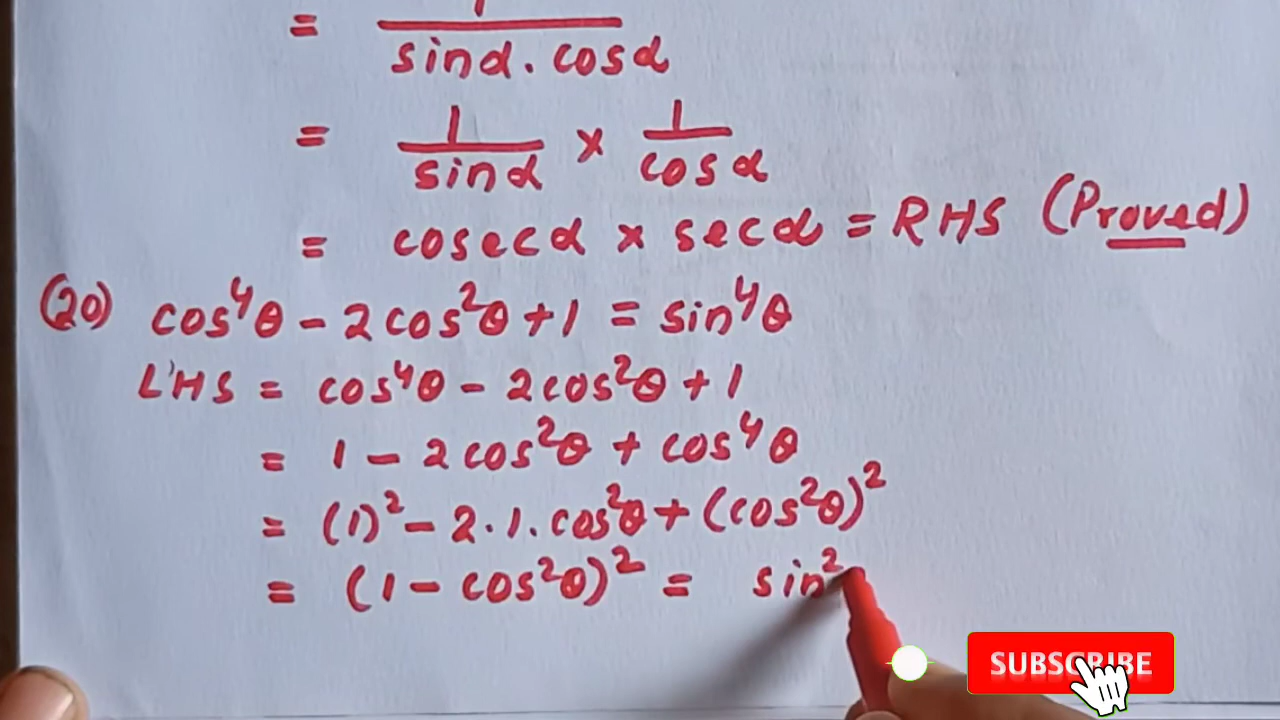 = 1/sinα.cosα
= 1/sinα × 1/cosα
= cosecα × secα = RHS (Proved)
(20) cos⁴θ - 2cos²θ + 1 = sin⁴θ
L'HS = cos⁴θ - 2cos²θ + 1
= 1 - 2cos²θ + cos⁴θ
= (1)² - 2.1.cos²θ + (cos²θ)²
= (1 - cos²θ)² = sin²
SUBSCRIBE